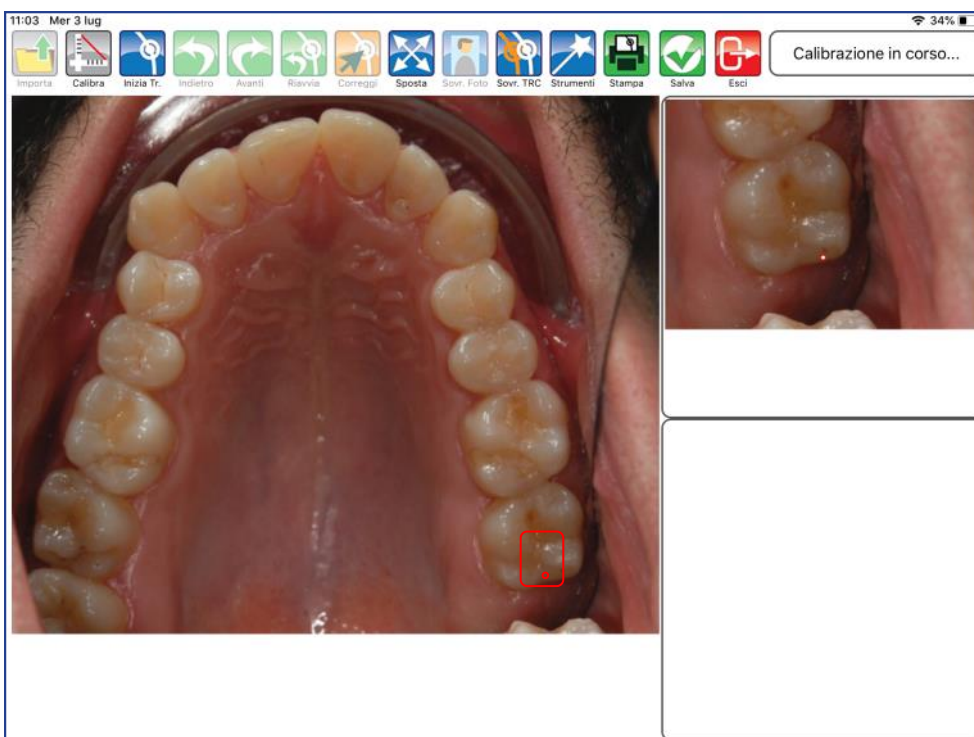 11:03 Mer 3 lug
34%
Importa Calibra Inizia Tr. Indietro Avanti Riavvia Correggi Sposta Sovr. Foto Sovr. TRC Strumenti Stampa Salva Esci
Calibrazione in corso...